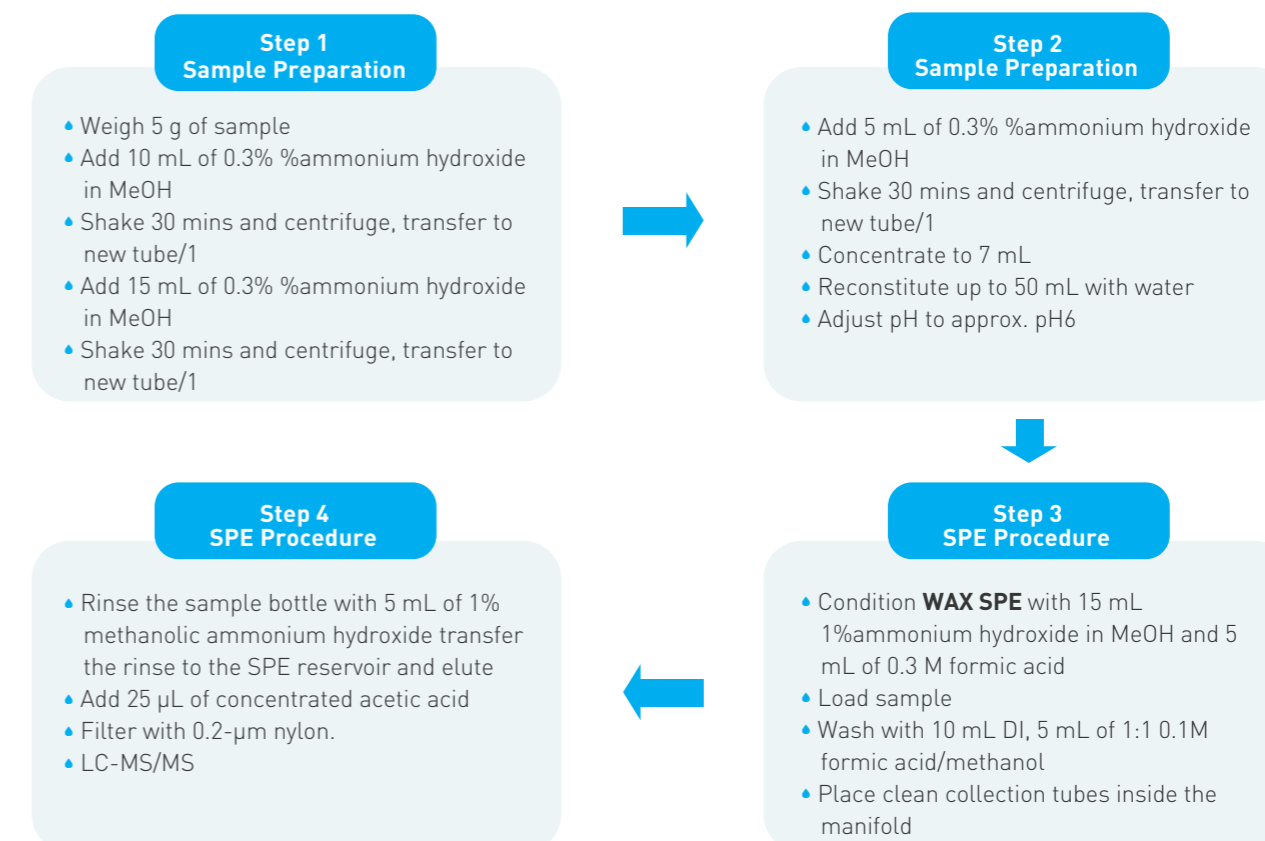 Step 1
Sample Preparation
Weigh 5 g of sample
Add 10 mL of 0.3% %ammonium hydroxide
in MeOH
Shake 30 mins and centrifuge, transfer to
new tube/1
Add 15 mL of 0.3% %ammonium hydroxide
in MeOH
Shake 30 mins and centrifuge, transfer to
new tube/1
Step 2
Sample Preparation
Add 5 mL of 0.3% %ammonium hydroxide
in MeOH
Shake 30 mins and centrifuge, transfer to
new tube/1
Concentrate to 7 mL
Reconstitute up to 50 mL with water
Adjust pH to approx. pH6
Step 3
SPE Procedure
Condition WAX SPE with 15 mL
1%ammonium hydroxide in MeOH and 5
mL of 0.3 M formic acid
Load sample
Wash with 10 mL DI, 5 mL of 1:1 0.1M
formic acid/methanol
Place clean collection tubes inside the
manifold
Step 4
SPE Procedure
Rinse the sample bottle with 5 mL of 1%
methanolic ammonium hydroxide transfer
the rinse to the SPE reservoir and elute
Add 25 µL of concentrated acetic acid
Filter with 0.2-µm nylon.
LC-MS/MS